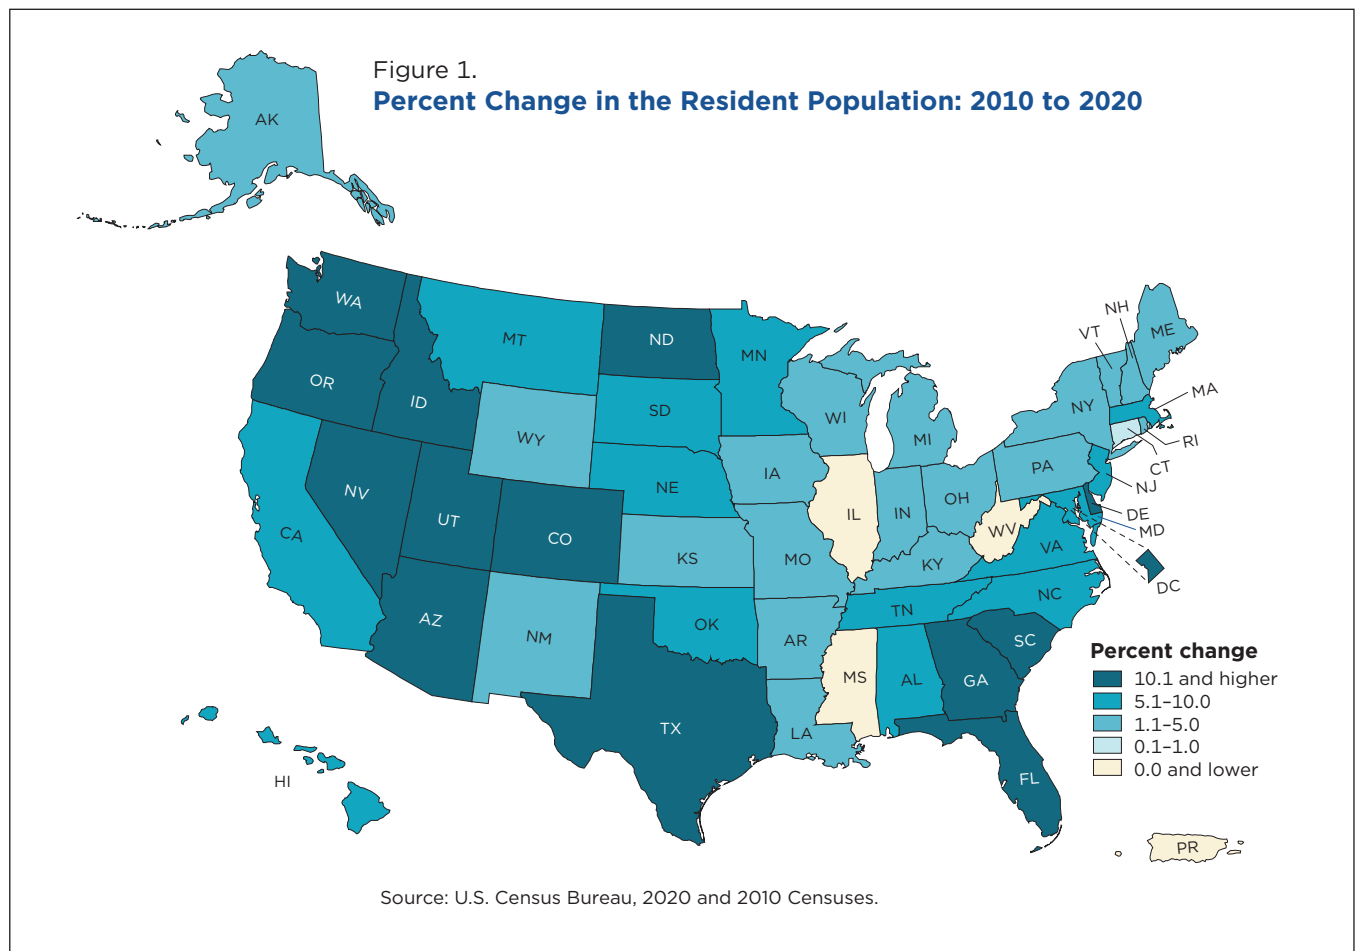 Figure 1.
Percent Change in the Resident Population: 2010 to 2020
AK
WA
MT
ND
MN
NH
VT
ME
OR
ID
SD
WI
MI
NY
MA
RI
WY
IA
PA
CT
NJ
NV
UT
CO
NE
IL
IN
OH
WV
DE
MD
CA
KS
MO
KY
VA
DC
AZ
NM
OK
AR
TN
NC
SC
MS
AL
GA
TX
LA
FL
HI
PR
Percent change
10.1 and higher
5.1–10.0
1.1–5.0
0.1–1.0
0.0 and lower
Source: U.S. Census Bureau, 2020 and 2010 Censuses.